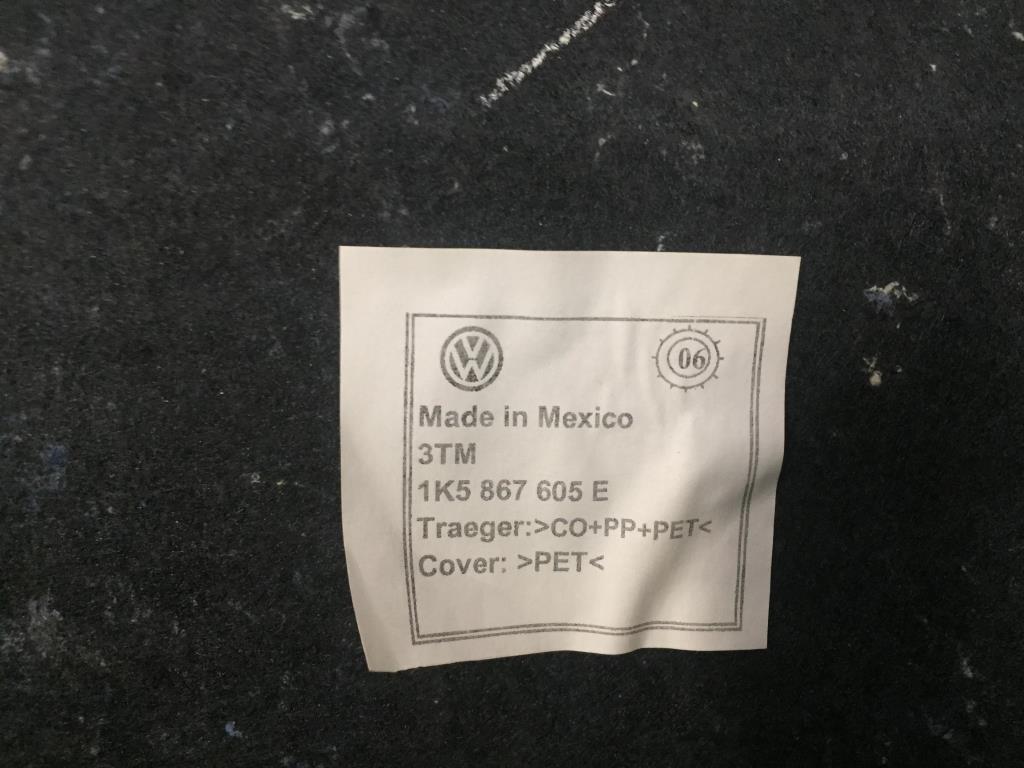 06
Made in Mexico
3TM
1K5 867 605 E
Traeger:>CO+PP+PET<
Cover: >PET<